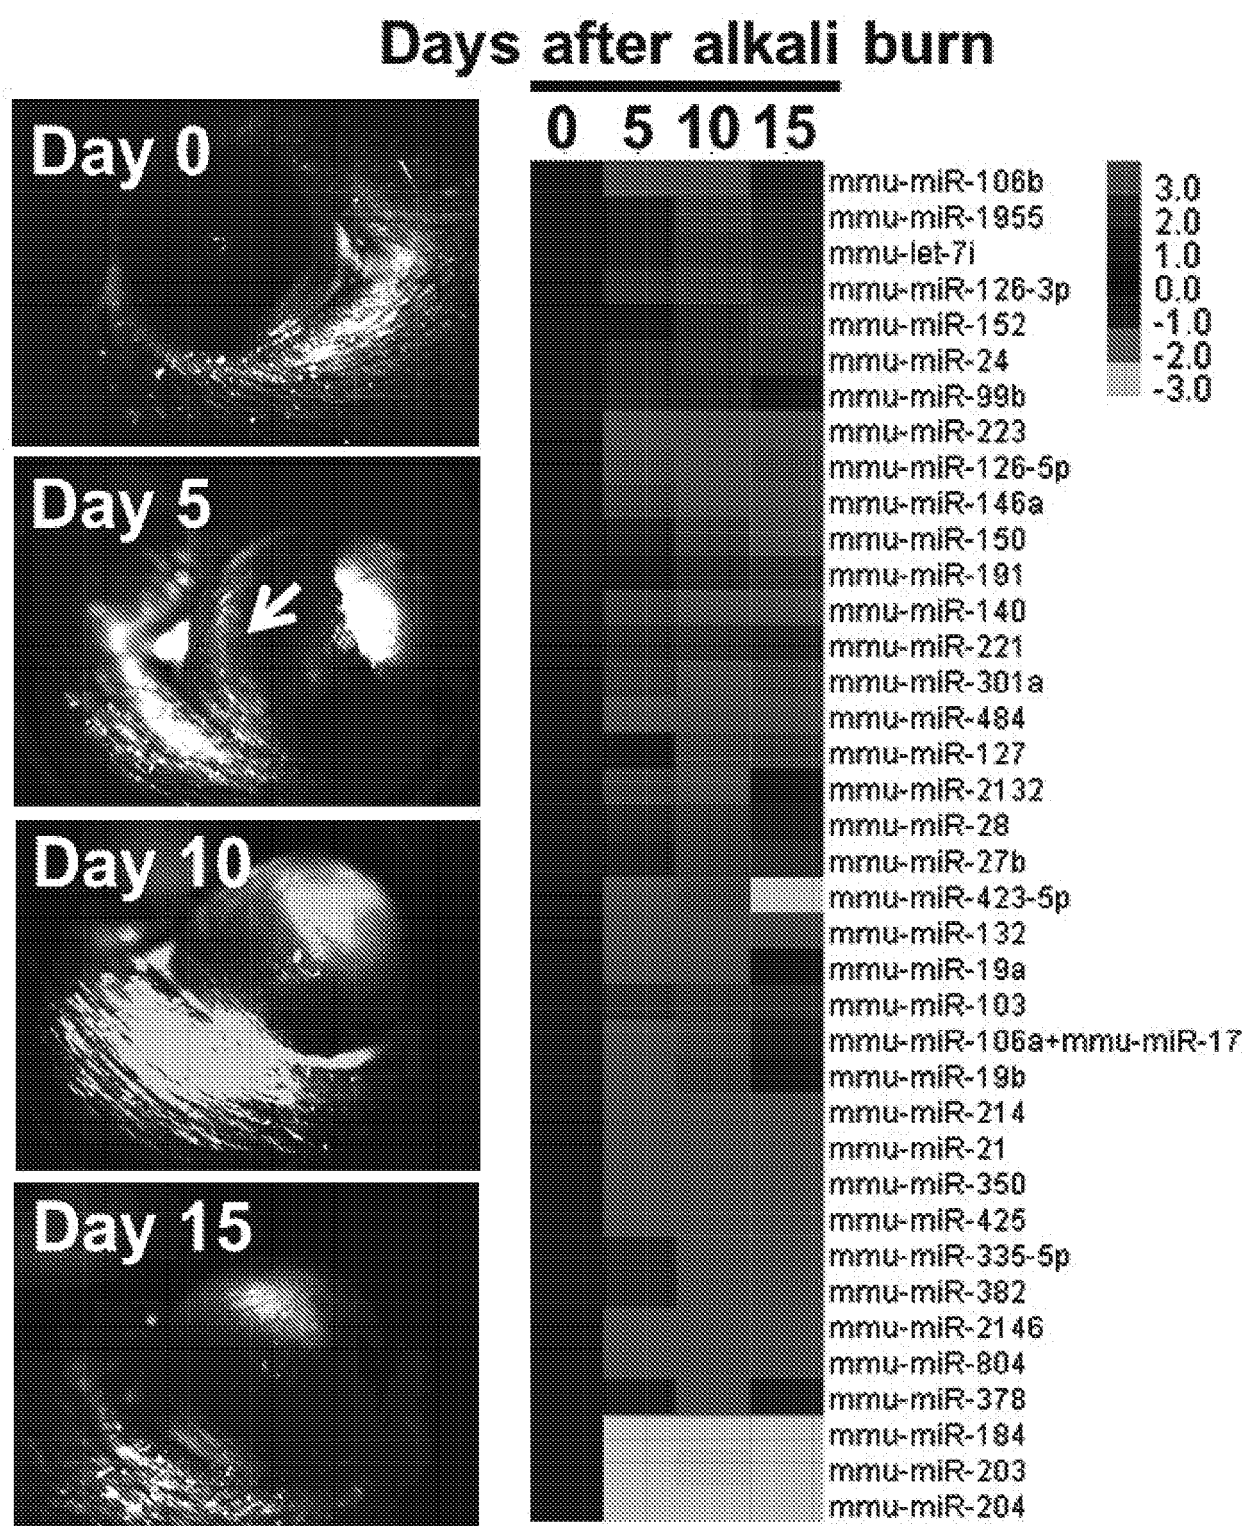 Days after alkali burn
0 5 10 15
Day 0
Day 5
Day 10
Day 15
mmu-miR-106b
mmu-miR-1955
mmu-let-7i
mmu-miR-126-3p
mmu-miR-152
mmu-miR-24
mmu-miR-99b
mmu-miR-223
mmu-miR-126-5p
mmu-miR-146a
mmu-miR-150
mmu-miR-191
mmu-miR-140
mmu-miR-221
mmu-miR-301a
mmu-miR-484
mmu-miR-127
mmu-miR-2132
mmu-miR-28
mmu-miR-27b
mmu-miR-423-5p
mmu-miR-132
mmu-miR-19a
mmu-miR-103
mmu-miR-106a+mmu-miR-17
mmu-miR-19b
mmu-miR-214
mmu-miR-21
mmu-miR-350
mmu-miR-425
mmu-miR-335-5p
mmu-miR-382
mmu-miR-2146
mmu-miR-804
mmu-miR-378
mmu-miR-184
mmu-miR-203
mmu-miR-204
3.0
2.0
1.0
0.0
-1.0
-2.0
-3.0